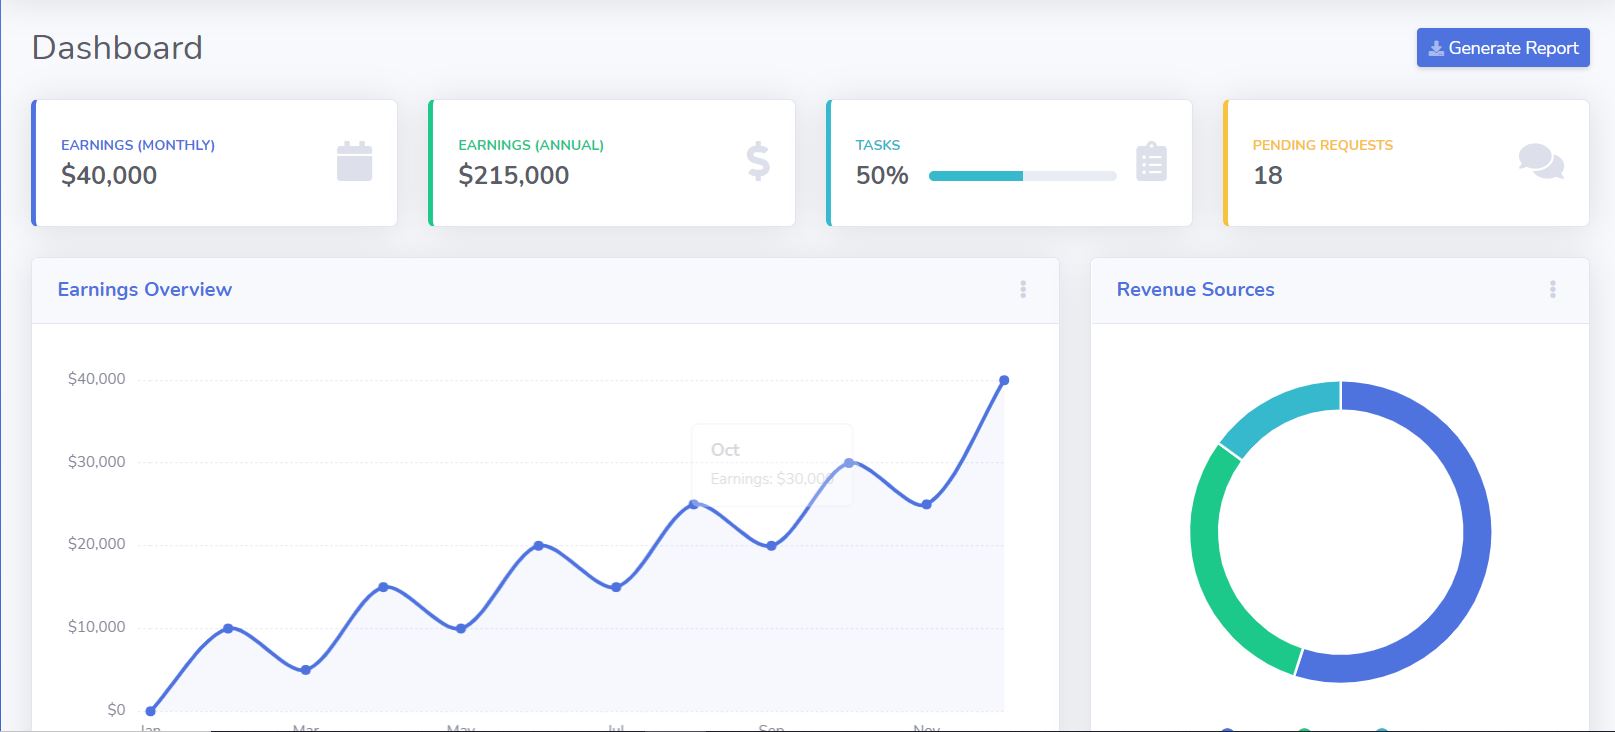 Dashboard
Generate Report
EARNINGS (MONTHLY)
$40,000
EARNINGS (ANNUAL)
$215,000
TASKS
50%
PENDING REQUESTS
18
Earnings Overview
Revenue Sources
$40,000
$30,000
$20,000
$10,000
$0
Oct
Earnings: $30,000
Jan Mar May Jul Sep Nov